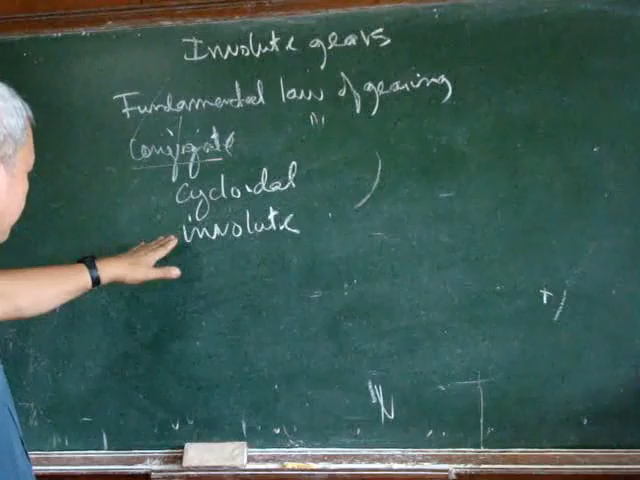 Involute gears
Fundamental law of gearing
Conjugate
cycloidal
involute